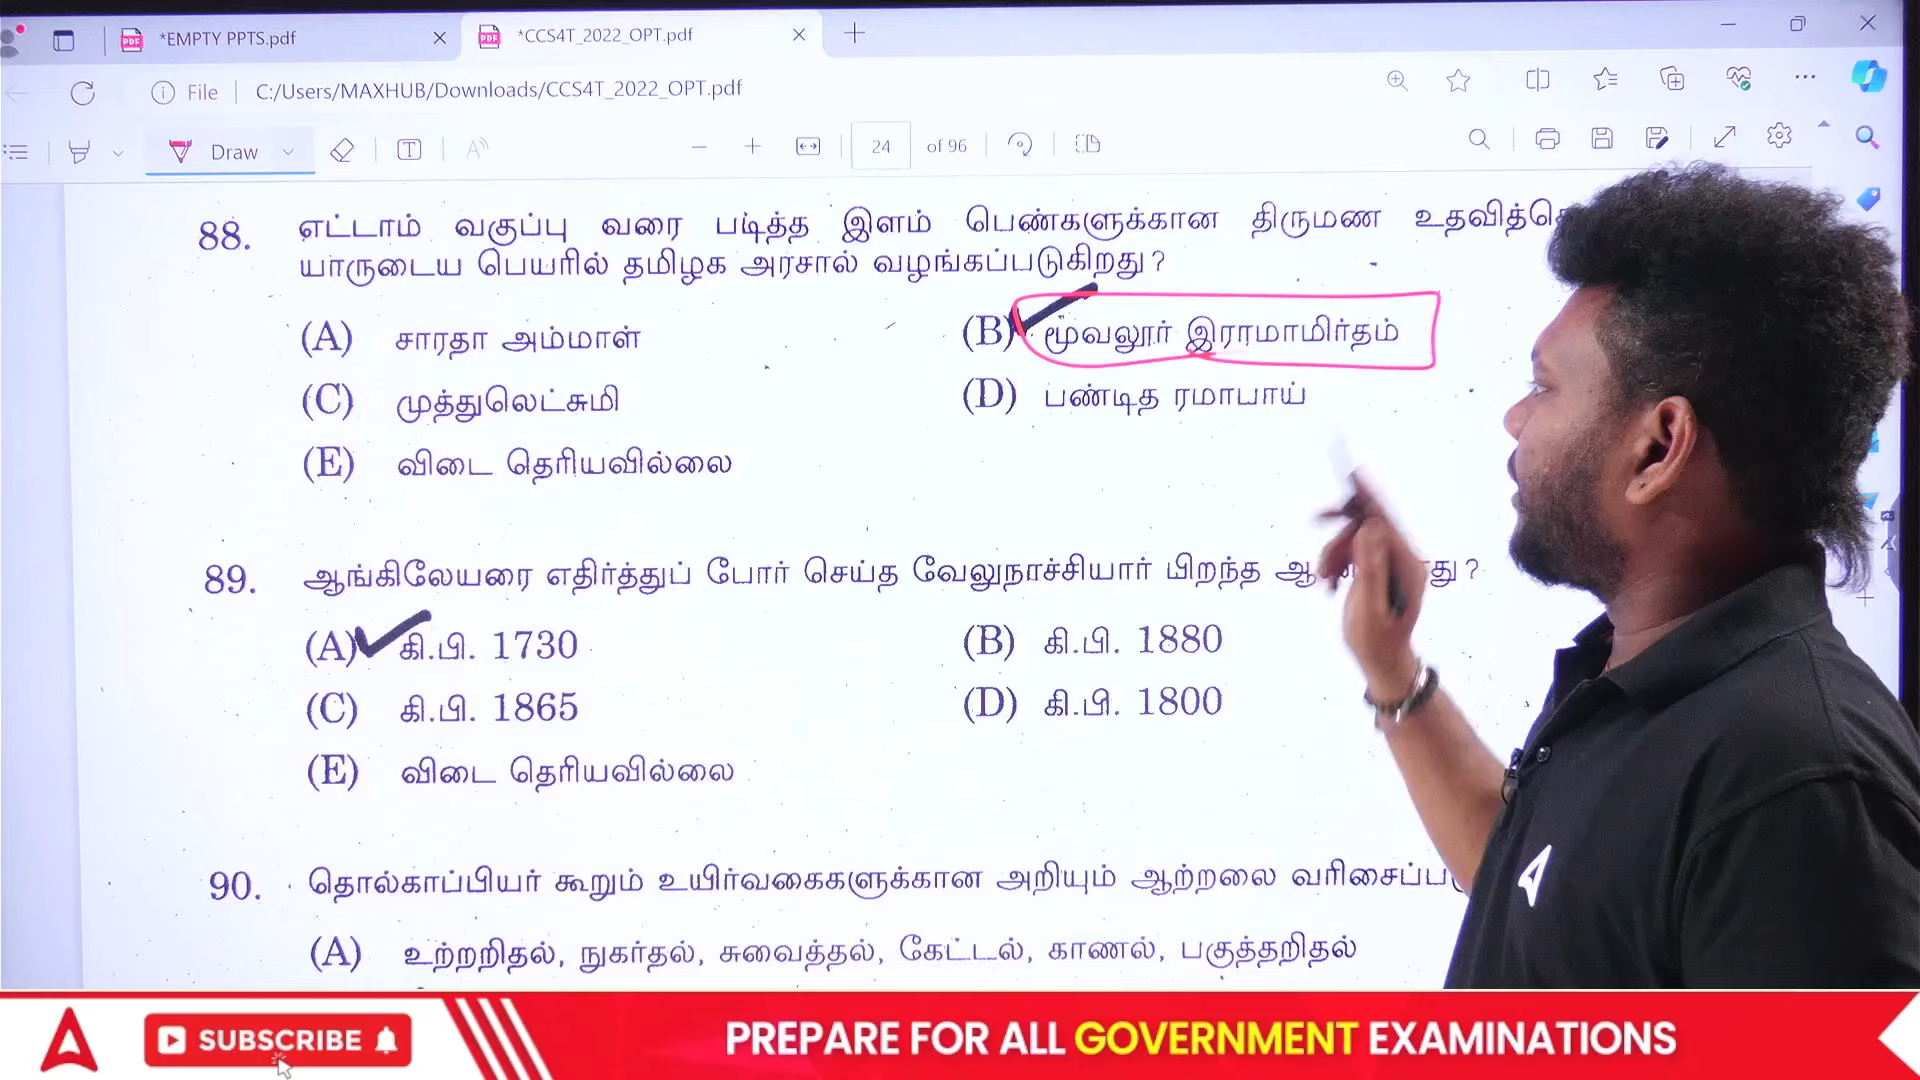 *EMPTY PPTS.pdf
*CCS4T_2022_OPT.pdf
File
C:/Users/MAXHUB/Downloads/CCS4T_2022_OPT.pdf
Draw
24
of 96
88. எட்டாம் வகுப்பு வரை படித்த இளம் பெண்களுக்கான திருமண
யாருடைய பெயரில் தமிழக அரசால் வழங்கப்படுகிறது?
(A) சாரதா அம்மாள்
(B) மூவலூர் இராமாமிர்தம்
(C) முத்துலெட்சுமி
(D) பண்டித ரமாபாய்
(E) விடை தெரியவில்லை
89. ஆங்கிலேயரை எதிர்த்துப் போர் செய்த வேலுநாச்சியார் பிறந்த
(A) கி.பி. 1730
(B) கி.பி. 1880
(C) கி.பி. 1865
(D) கி.பி. 1800
(E) விடை தெரியவில்லை
90. தொல்காப்பியர் கூறும் உயிர்வகைகளுக்கான அறியும் ஆற்றலை
(A) உற்றறிதல், நுகர்தல், சுவைத்தல், கேட்டல், காணல், பகுத்தறிதல்
SUBSCRIBE
PREPARE FOR ALL GOVERNMENT EXAMINATIONS